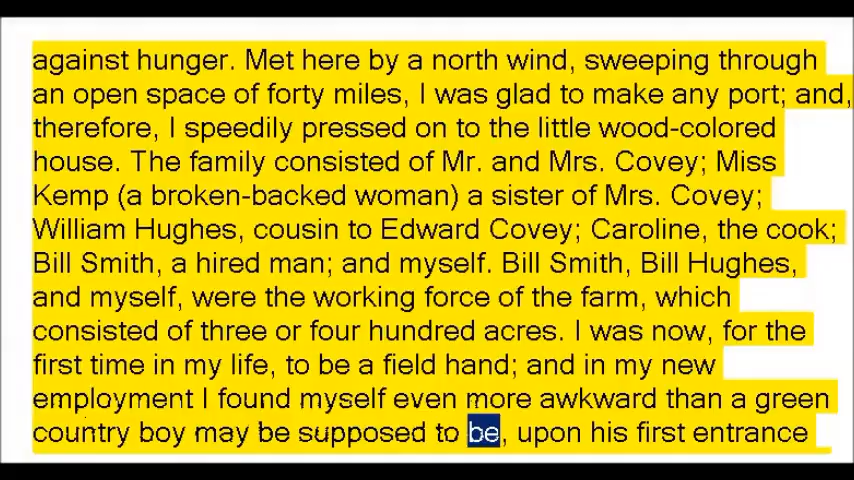 against hunger. Met here by a north wind, sweeping through
an open space of forty miles, I was glad to make any port; and,
therefore, I speedily pressed on to the little wood-colored
house. The family consisted of Mr. and Mrs. Covey; Miss
Kemp (a broken-backed woman) a sister of Mrs. Covey;
William Hughes, cousin to Edward Covey; Caroline, the cook;
Bill Smith, a hired man; and myself. Bill Smith, Bill Hughes,
and myself, were the working force of the farm, which
consisted of three or four hundred acres. I was now, for the
first time in my life, to be a field hand; and in my new
employment I found myself even more awkward than a green
country boy may be supposed to be, upon his first entrance